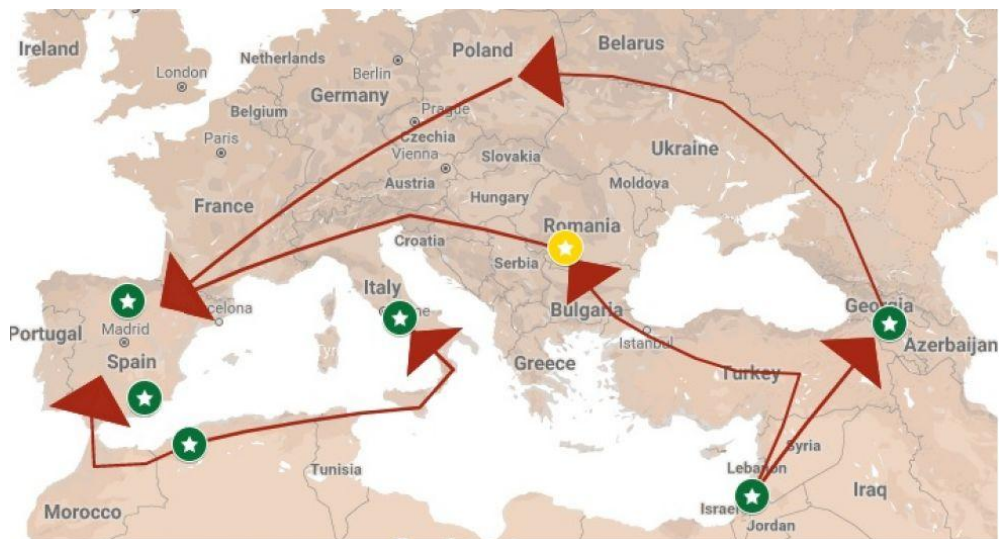 Ireland
Poland
Belarus
Netherlands
London
Berlin
Germany
Belgium
Prague
Czechia
Paris
Vienna
Slovakia
Ukraine
Austria
Hungary
Moldova
France
Romania
Croatia
Serbia
Italy
Georgia
celona
Bulgaria
Portugal
Madrid
Istanbul
Azerbaijan
Spain
Greece
Turkey
Syria
Lebanon
Tunisia
Iraq
Israel
Morocco
Jordan